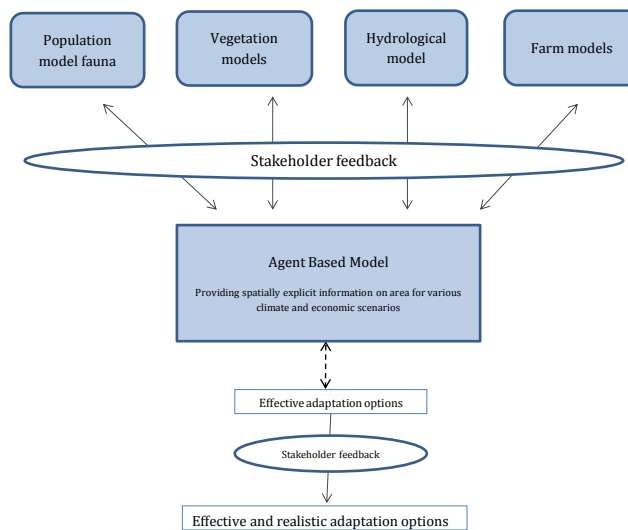 Population
model fauna
Vegetation
models
Hydrological
model
Farm models
Stakeholder feedback
Agent Based Model
Providing spatially explicit information on area for various
climate and economic scenarios
Effective adaptation options
Stakeholder feedback
Effective and realistic adaptation options